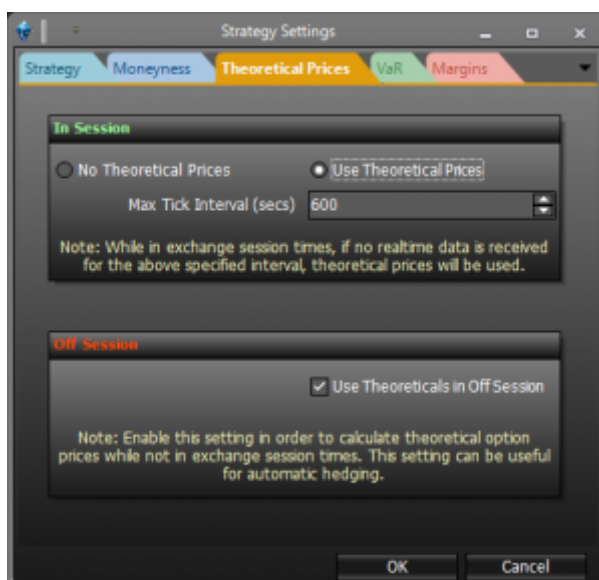 Strategy Settings
Strategy Moneyness Theoretical Prices VaR Margins
In Session
No Theoretical Prices Use Theoretical Prices
Max Tick Interval (secs) 600
Note: While in exchange session times, if no realtime data is received
for the above specified interval, theoretical prices will be used.
Off Session
Use Theoreticals in Off Session
Note: Enable this setting in order to calculate theoretical option
prices while not in exchange session times. This setting can be useful
for automatic hedging.
OK Cancel